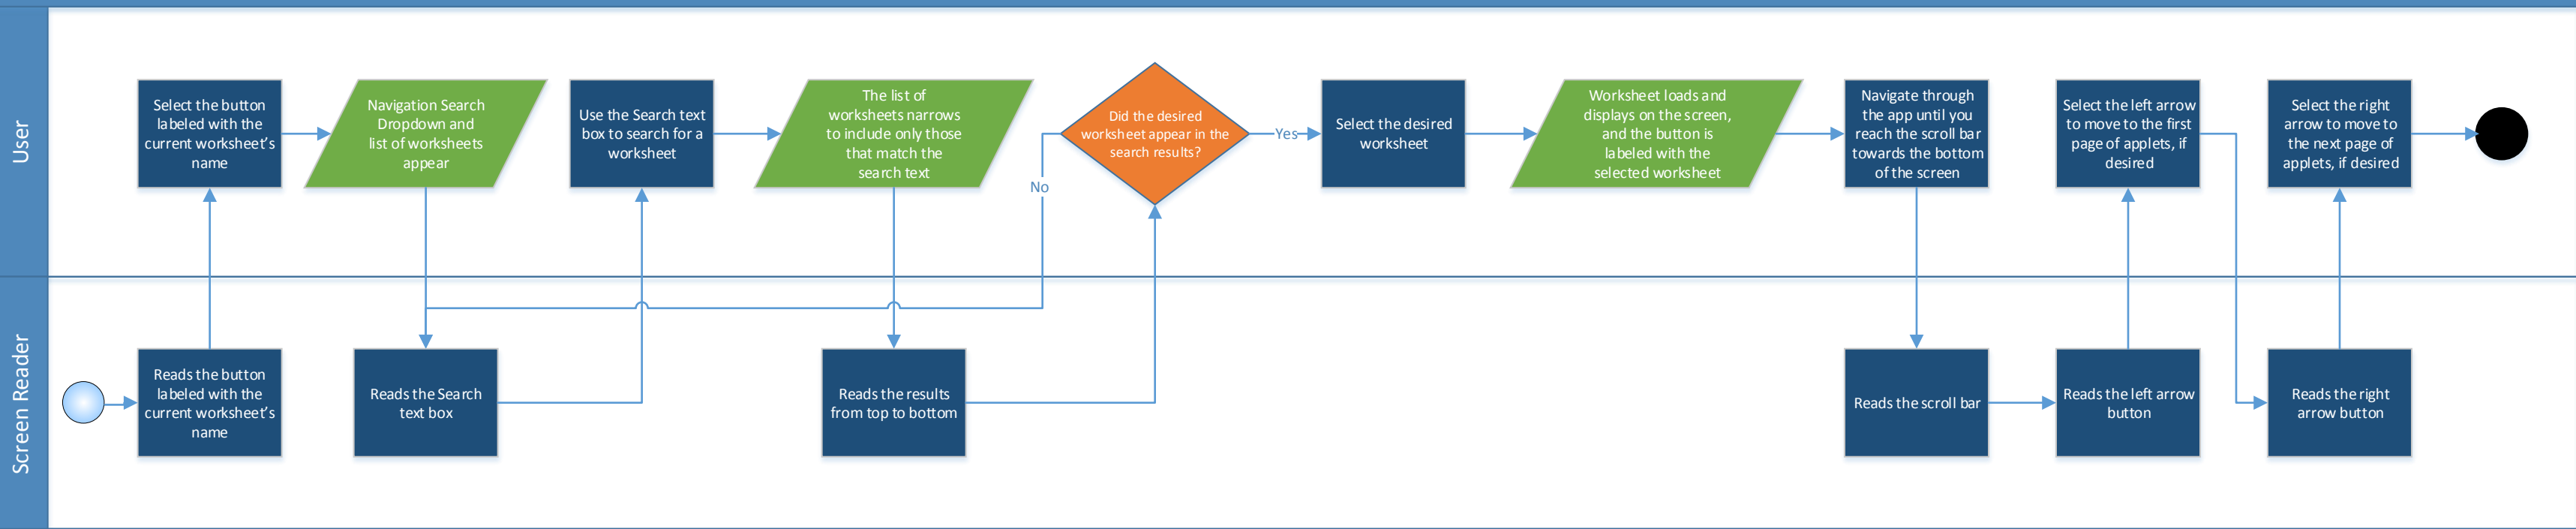 User
Select the button
labeled with the
current worksheet's
name
Navigation Search
Dropdown and
list of worksheets
appear
Use the Search text
box to search for a
worksheet
The list of
worksheets narrows
to include only those
that match the
search text
Did the desired
worksheet appear in the
search results?
No
Yes
Select the desired
worksheet
Worksheet loads and
displays on the screen,
and the button is
labeled with the
selected worksheet
Navigate through
the app until you
reach the scroll bar
towards the bottom
of the screen
Select the left arrow
to move to the first
page of applets, if
desired
Select the right
arrow to move to
the next page of
applets, if desired
Screen Reader
Reads the button
labeled with the
current worksheet's
name
Reads the Search
text box
Reads the results
from top to bottom
Reads the scroll bar
Reads the left arrow
button
Reads the right
arrow button